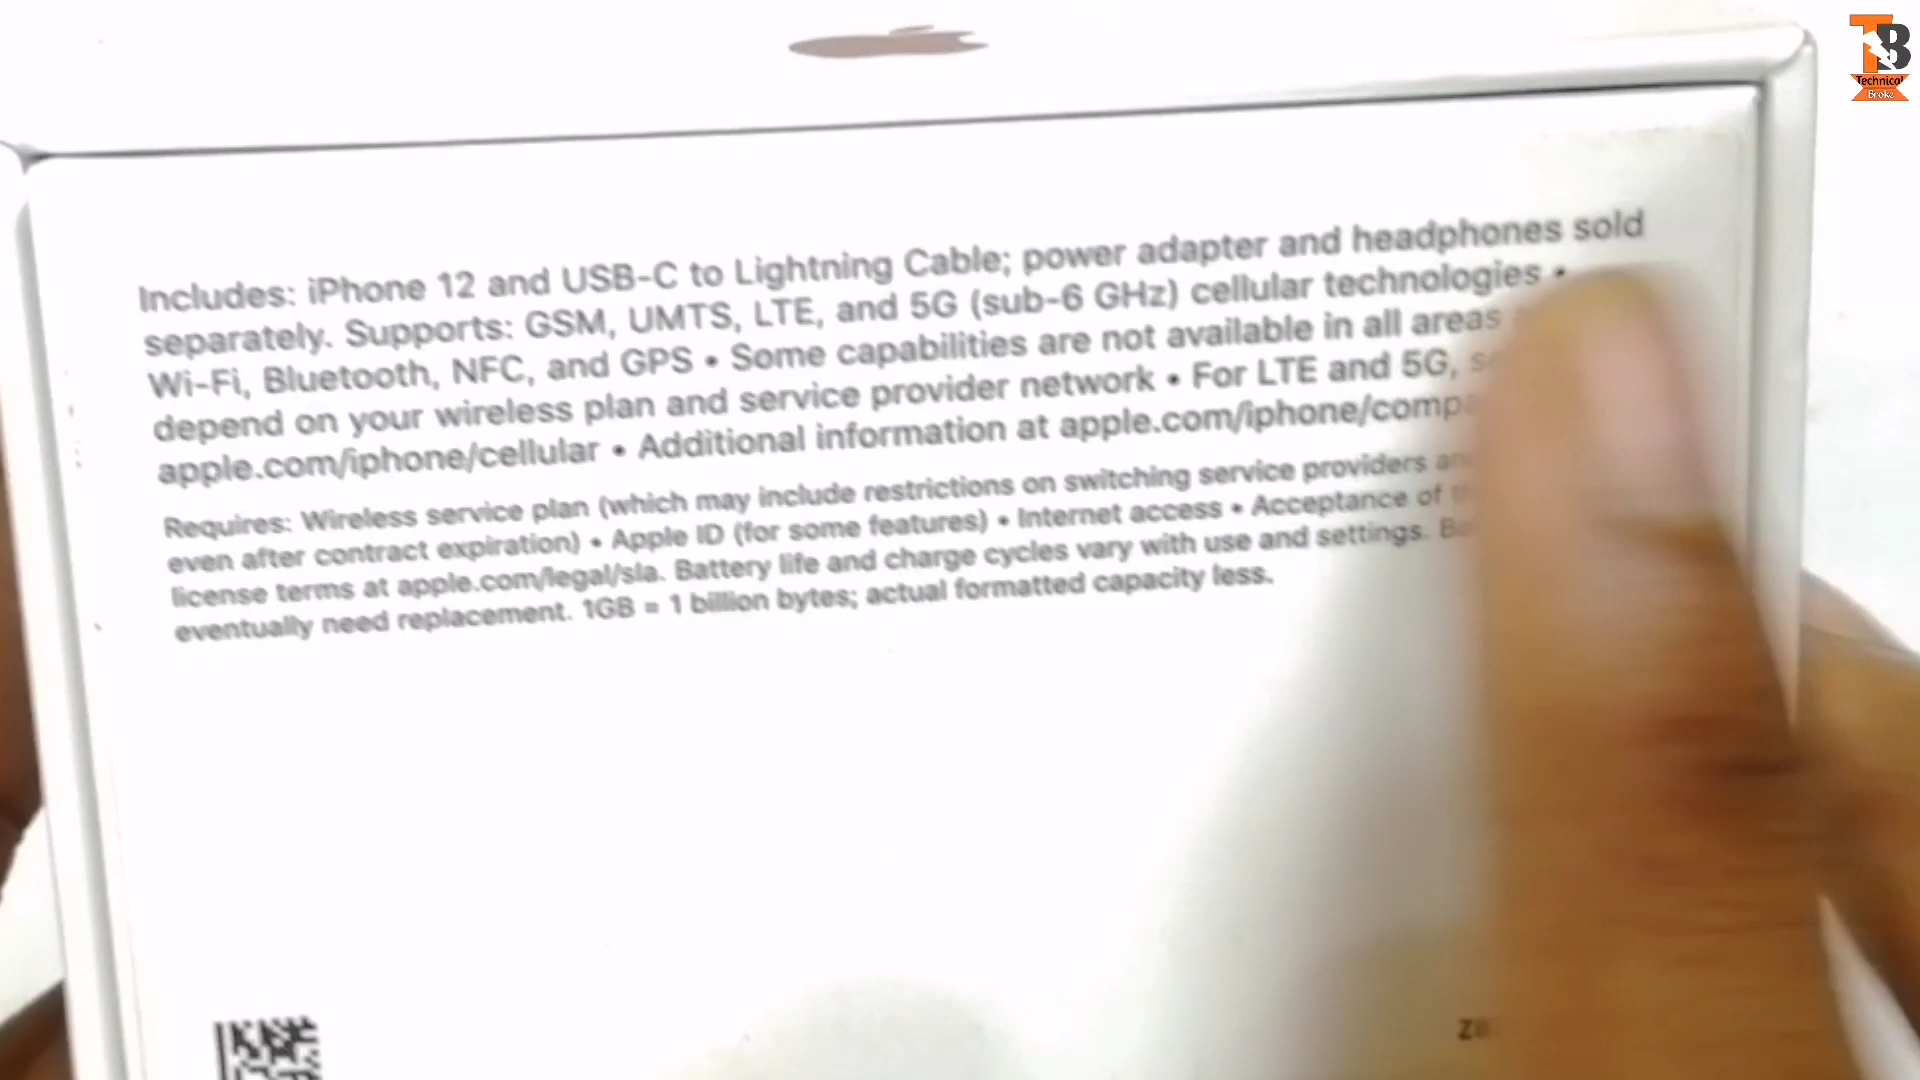 Technical
Broke
Includes: iPhone 12 and USB-C to Lightning Cable; power adapter and headphones sold
separately. Supports: GSM, UMTS, LTE, and 5G (sub-6 GHz) cellular technologies •
Wi-Fi, Bluetooth, NFC, and GPS • Some capabilities are not available in all areas
depend on your wireless plan and service provider network • For LTE and 5G,
apple.com/iphone/cellular • Additional information at apple.com/iphone/comp
Requires: Wireless service plan (which may include restrictions on switching service providers
even after contract expiration) • Apple ID (for some features) • Internet access • Acceptance of
license terms at apple.com/legal/sla. Battery life and charge cycles vary with use and settings.
eventually need replacement. 1GB = 1 billion bytes; actual formatted capacity less.